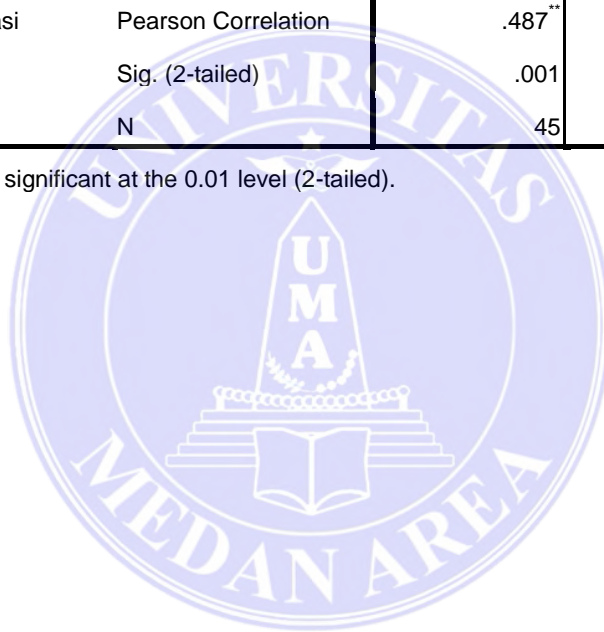 asi Pearson Correlation .487**
Sig. (2-tailed) .001
N 45
significant at the 0.01 level (2-tailed).
UNIVERSITAS
U
M
A
MEDAN AREA